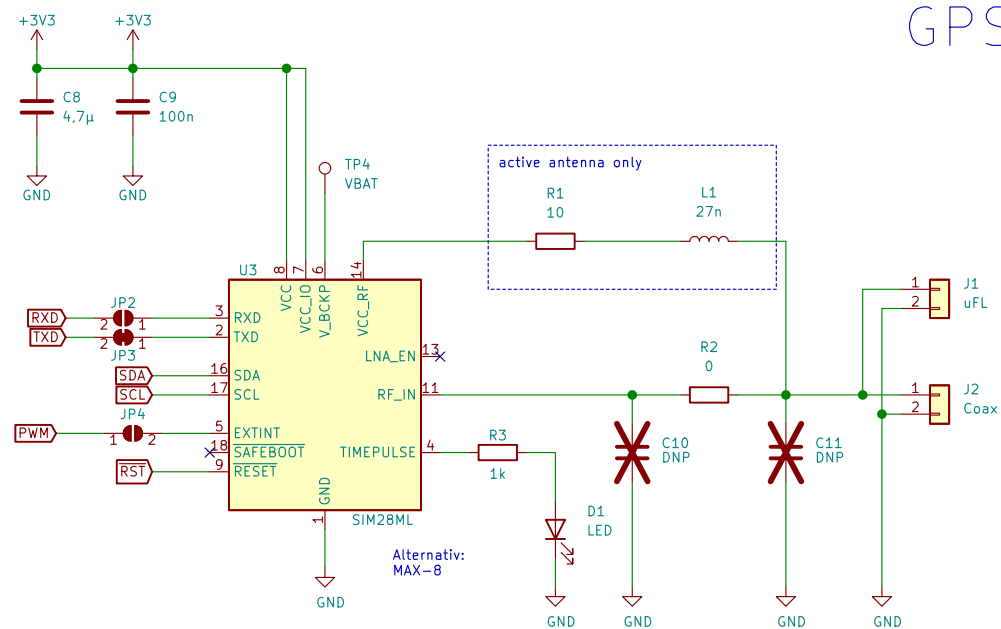 GPS
+3V3
+3V3
C8
4,7µ
C9
100n
GND
GND
TP4
VBAT
active antenna only
R1
10
L1
27n
U3
8
7
6
14
VCC
VCC_IO
V_BCKP
VCC_RF
JP2
RXD
2
1
3
RXD
TXD
2
1
2
TXD
JP3
SDA
16
SDA
SCL
17
SCL
JP4
PWM
1
2
5
EXTINT
18
SAFEBOOT
RST
9
RESET
LNA_EN
13
RF_IN
11
TIMEPULSE
4
GND
1
SIM28ML
GND
Alternativ:
MAX-8
R3
1k
D1
LED
GND
R2
0
C10
DNP
GND
C11
DNP
GND
1
2
J1
uFL
1
2
J2
Coax
GND